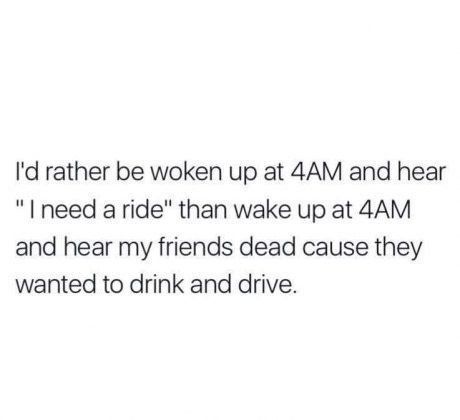 I'd rather be woken up at 4AM and hear
" I need a ride" than wake up at 4AM
and hear my friends dead cause they
wanted to drink and drive.